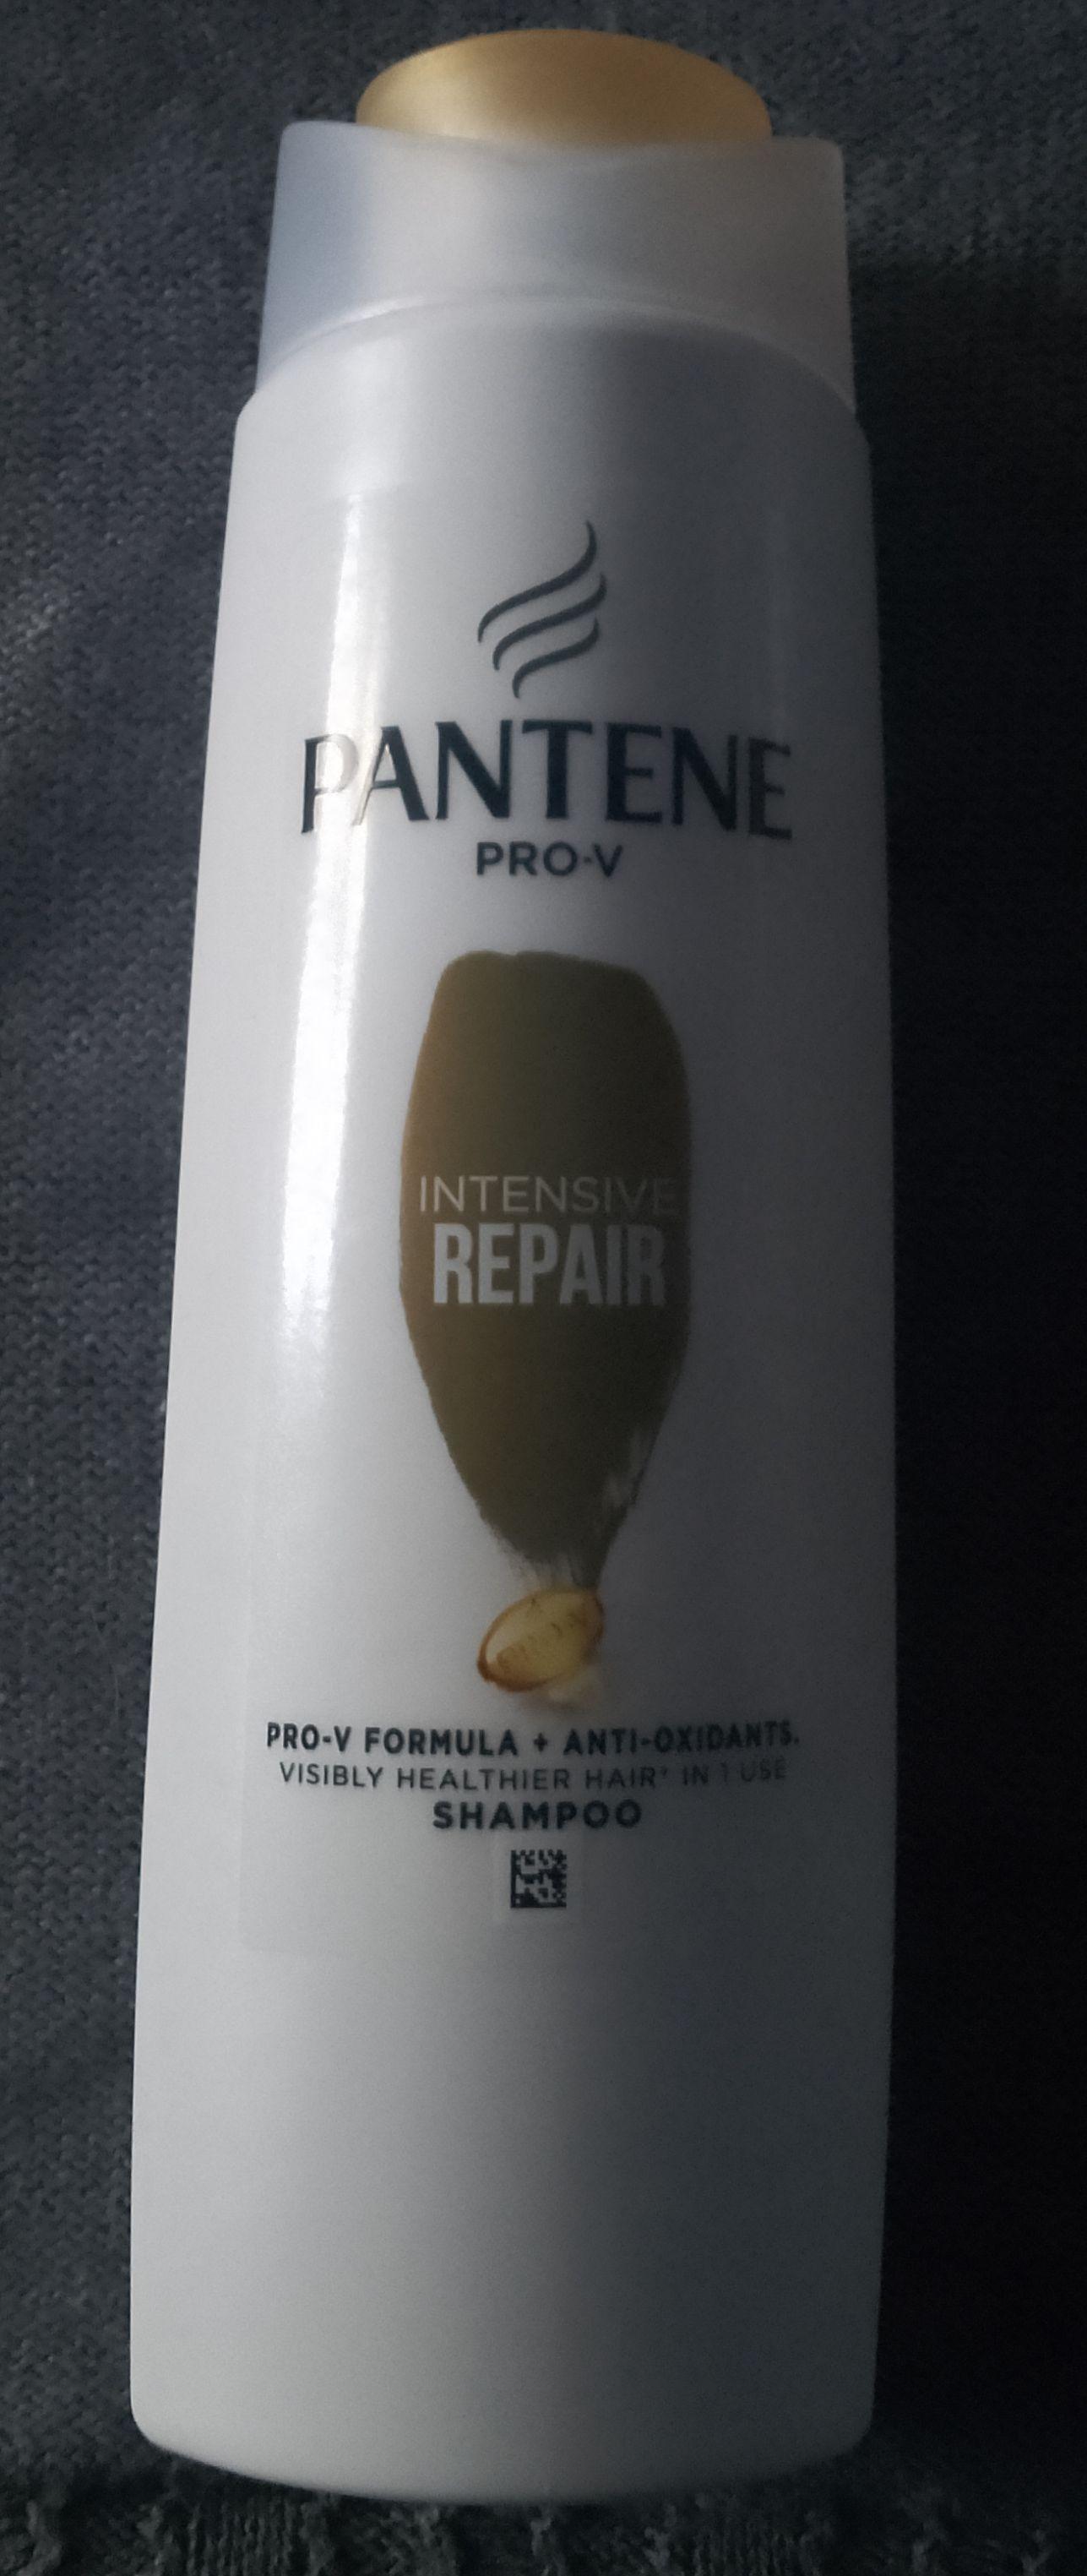 PANTENE
PRO-V
INTENSIVE
REPAIR
PRO-V FORMULA + ANTI-OXIDANTS.
VISIBLY HEALTHIER HAIR* IN 1 USE
SHAMPOO